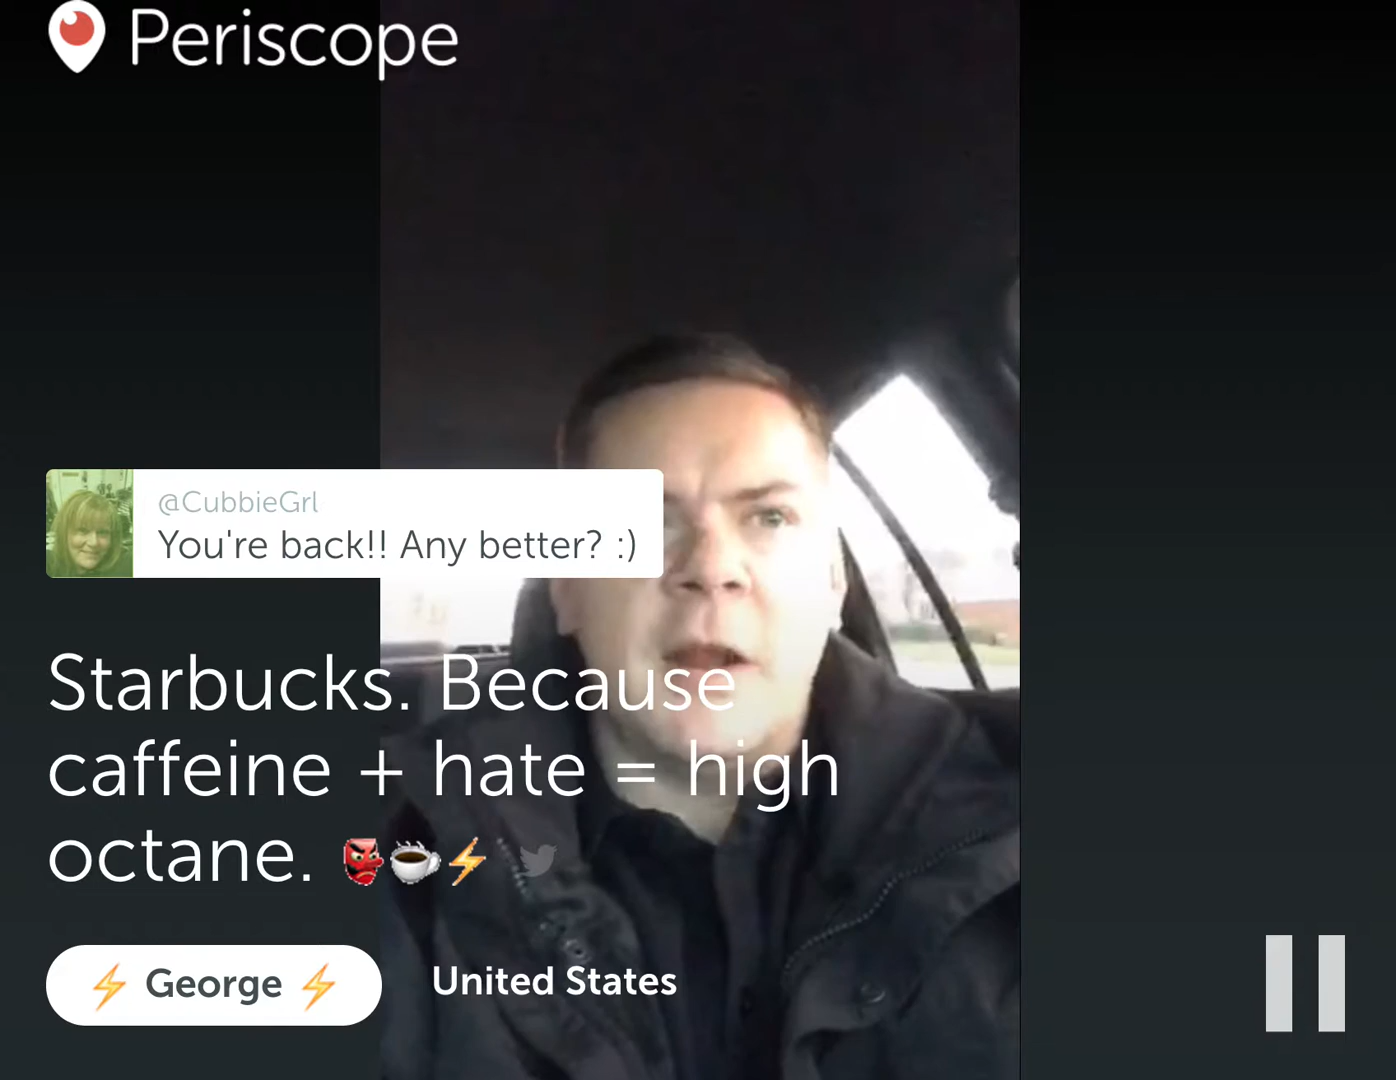 Periscope
@CubbieGrl
You're back!! Any better? :)
Starbucks. Because
caffeine + hate = high
octane. 👺☕⚡
⚡ George ⚡
United States